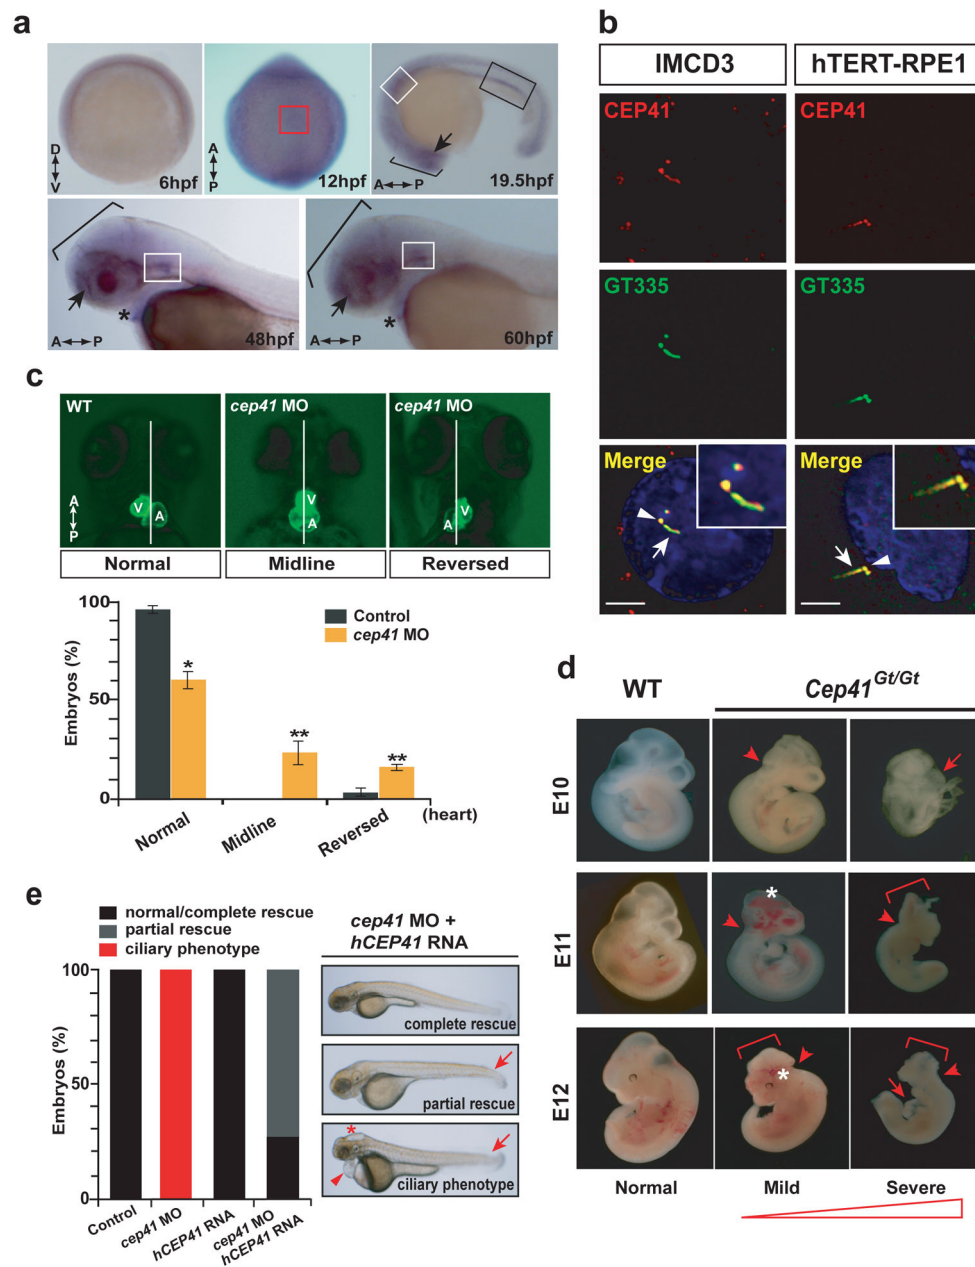 a
D
V
6hpf
A
P
12hpf
A P
19.5hpf
A P
*
48hpf
A P
*
60hpf
b
IMCD3
hTERT-RPE1
CEP41
CEP41
GT335
GT335
Merge
Merge
c
WT
cep41 MO
cep41 MO
A
P
V
A
V
A
V
A
Normal
Midline
Reversed
Embryos (%)
100
50
0
Control
cep41 MO
*
**
**
Normal
Midline
Reversed
(heart)
d
WT
Cep41 Gt/Gt
E10
E11
*
E12
*
Normal
Mild
Severe
e
normal/complete rescue
partial rescue
ciliary phenotype
Embryos (%)
100
50
0
Control
cep41 MO
hCEP41 RNA
cep41 MO
hCEP41 RNA
cep41 MO +
hCEP41 RNA
complete rescue
partial rescue
*
ciliary phenotype